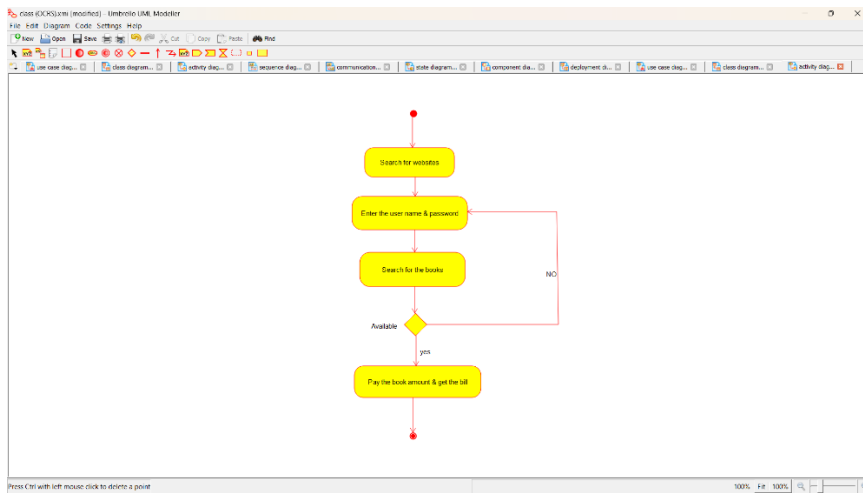 class (OCRS).xmi (modified) - Umbrello UML Modeller
File Edit Diagram Code Settings Help
New Open Save Cut Copy Paste Find
use case diag... class diagram... activity diag... sequence diag... communication... state diagram... component dia... deployment di... use case diag... class diagram... activity diag...
Search for websites
Enter the user name & password
Search for the books
NO
Available
yes
Pay the book amount & get the bill
Press Ctrl with left mouse click to delete a point
100% Fit 100%